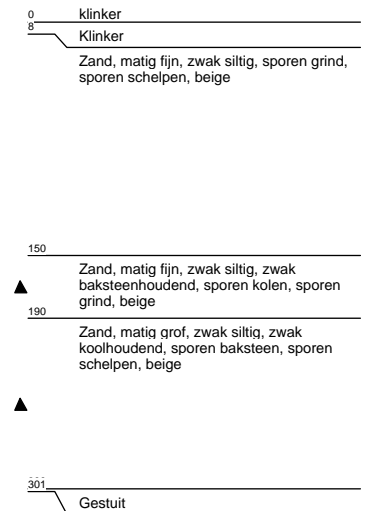 0 klinker
8
Klinker
Zand, matig fijn, zwak siltig, sporen grind,
sporen schelpen, beige
150
Zand, matig fijn, zwak siltig, zwak
baksteenhoudend, sporen kolen, sporen
grind, beige
190
Zand, matig grof, zwak siltig, zwak
koolhoudend, sporen baksteen, sporen
schelpen, beige
301
Gestuit